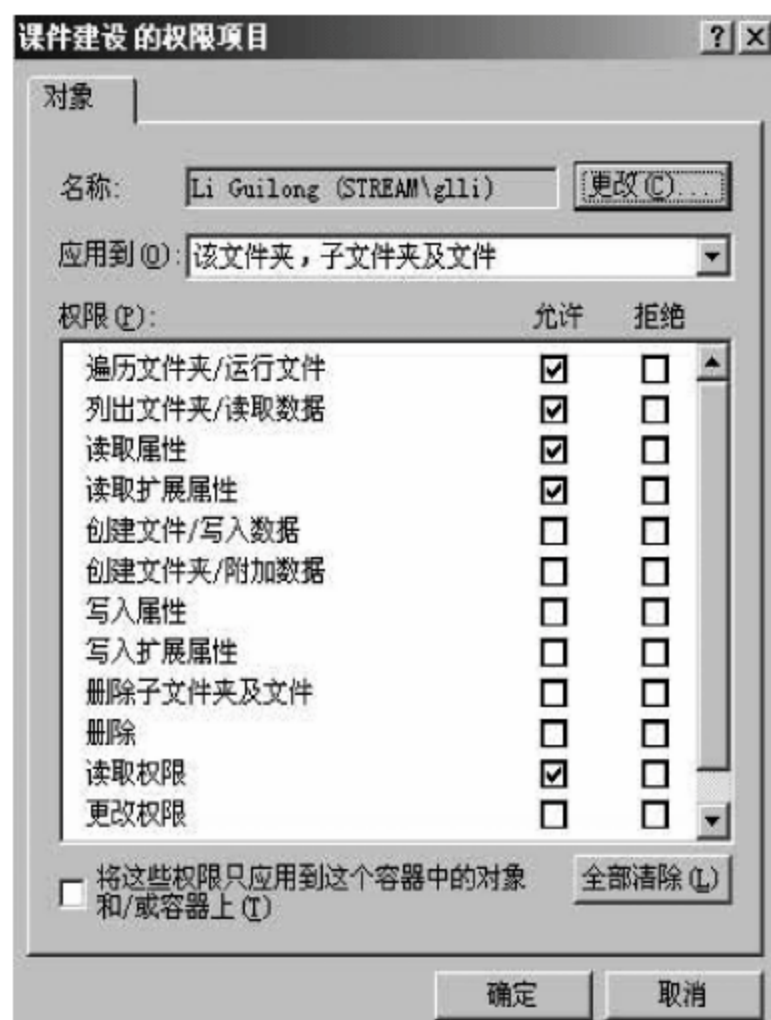 课件建设 的权限项目
对象
名称: Li Guilong (STREAM\glli) 更改(C)...
应用到(O): 该文件夹，子文件夹及文件
权限(P): 允许 拒绝
遍历文件夹/运行文件
列出文件夹/读取数据
读取属性
读取扩展属性
创建文件/写入数据
创建文件夹/附加数据
写入属性
写入扩展属性
删除子文件夹及文件
删除
读取权限
更改权限
将这些权限只应用到这个容器中的对象 全部清除(L)
和/或容器上(T)
确定 取消